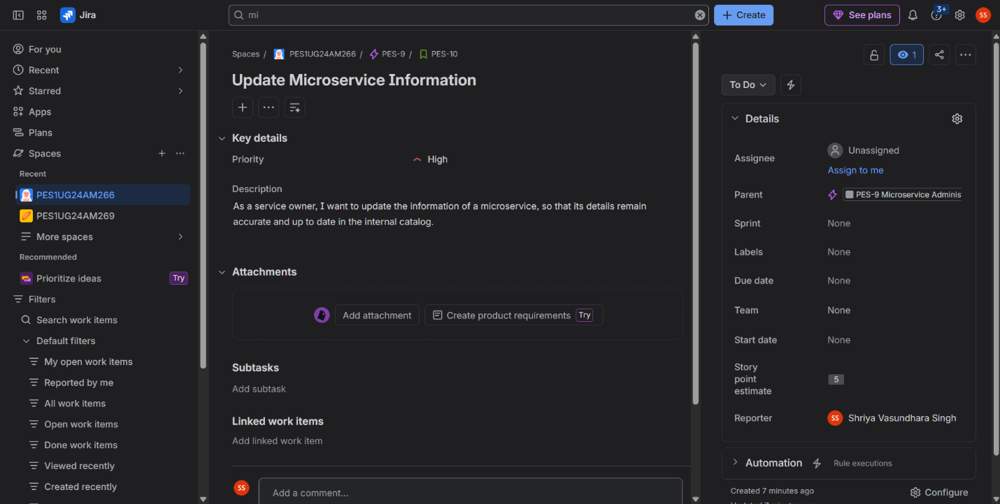 Jira
mi
Create
See plans
3+
SS
For you
Recent
Starred
Apps
Plans
Spaces
Recent
PES1UG24AM266
PES1UG24AM269
More spaces
Recommended
Prioritize ideas
Try
Filters
Search work items
Default filters
My open work items
Reported by me
All work items
Open work items
Done work items
Viewed recently
Created recently
Spaces / PES1UG24AM266 / PES-9 / PES-10
Update Microservice Information
Key details
Priority
High
Description
As a service owner, I want to update the information of a microservice, so that its details remain
accurate and up to date in the internal catalog.
Attachments
Add attachment
Create product requirements Try
Subtasks
Add subtask
Linked work items
Add linked work item
SS
Add a comment...
1
To Do
Details
Assignee
Unassigned
Assign to me
Parent
PES-9 Microservice Adminis
Sprint
None
Labels
None
Due date
None
Team
None
Start date
None
Story
point
estimate
5
Reporter
SS Shriya Vasundhara Singh
Automation
Rule executions
Created 7 minutes ago
Configure